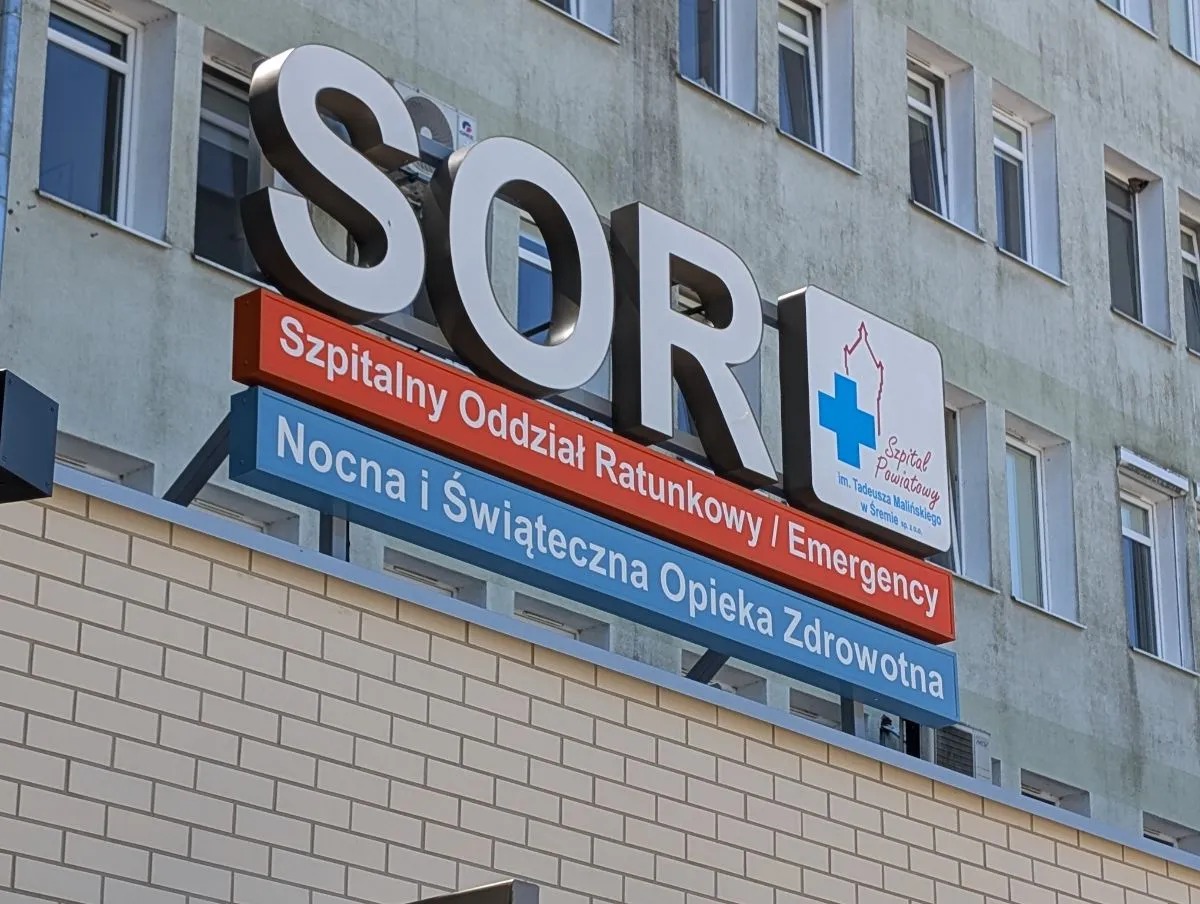 SOR
Szpitalny Oddział Ratunkowy / Emergency
Nocna i Świąteczna Opieka Zdrowotna
Szpital
Powiatowy
im. Tadeusza Malińskiego
w Śremie sp. z o.o.